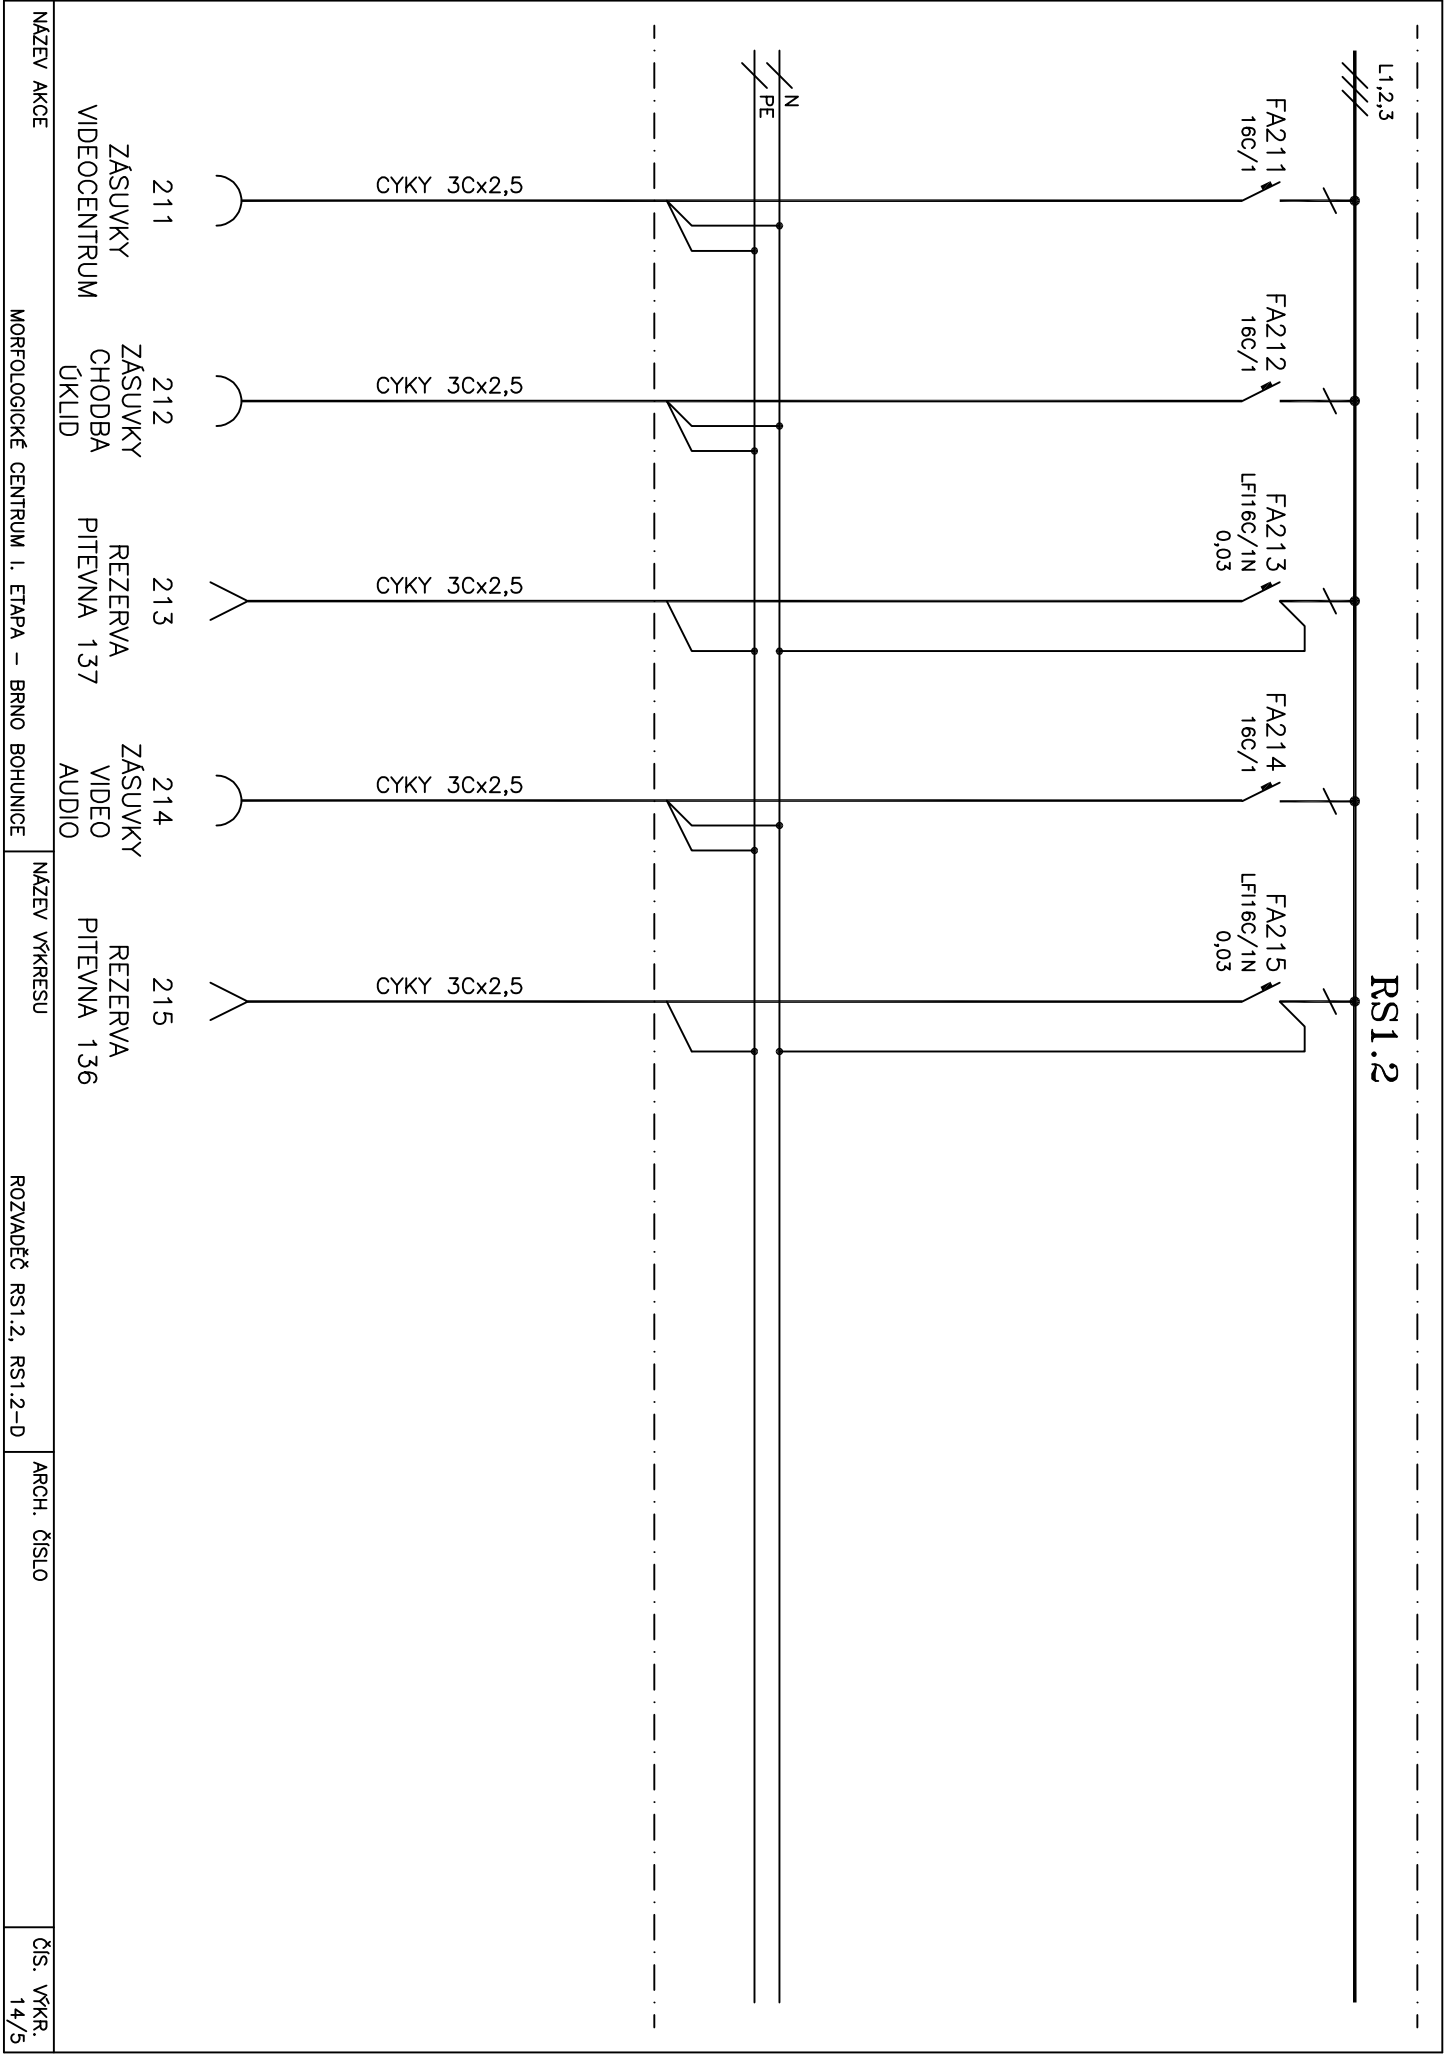 RS1.2
L1,2,3
FA211
16C/1
FA212
16C/1
FA213
LFI16C/1N
0,03
FA214
16C/1
FA215
LFI16C/1N
0,03
N
PE
CYKY 3Cx2,5
CYKY 3Cx2,5
CYKY 3Cx2,5
CYKY 3Cx2,5
CYKY 3Cx2,5
211
ZÁSUVKY
VIDEOCENTRUM
212
ZÁSUVKY
CHODBA
ÚKLID
213
REZERVA
PITEVNA 137
214
ZÁSUVKY
VIDEO
AUDIO
215
REZERVA
PITEVNA 136
NÁZEV AKCE
MORFOLOGICKÉ CENTRUM I. ETAPA – BRNO BOHUNICE
NÁZEV VÝKRESU
ROZVADĚČ RS1.2, RS1.2–D
ARCH. ČÍSLO
ČÍS. VÝKR.
14/5